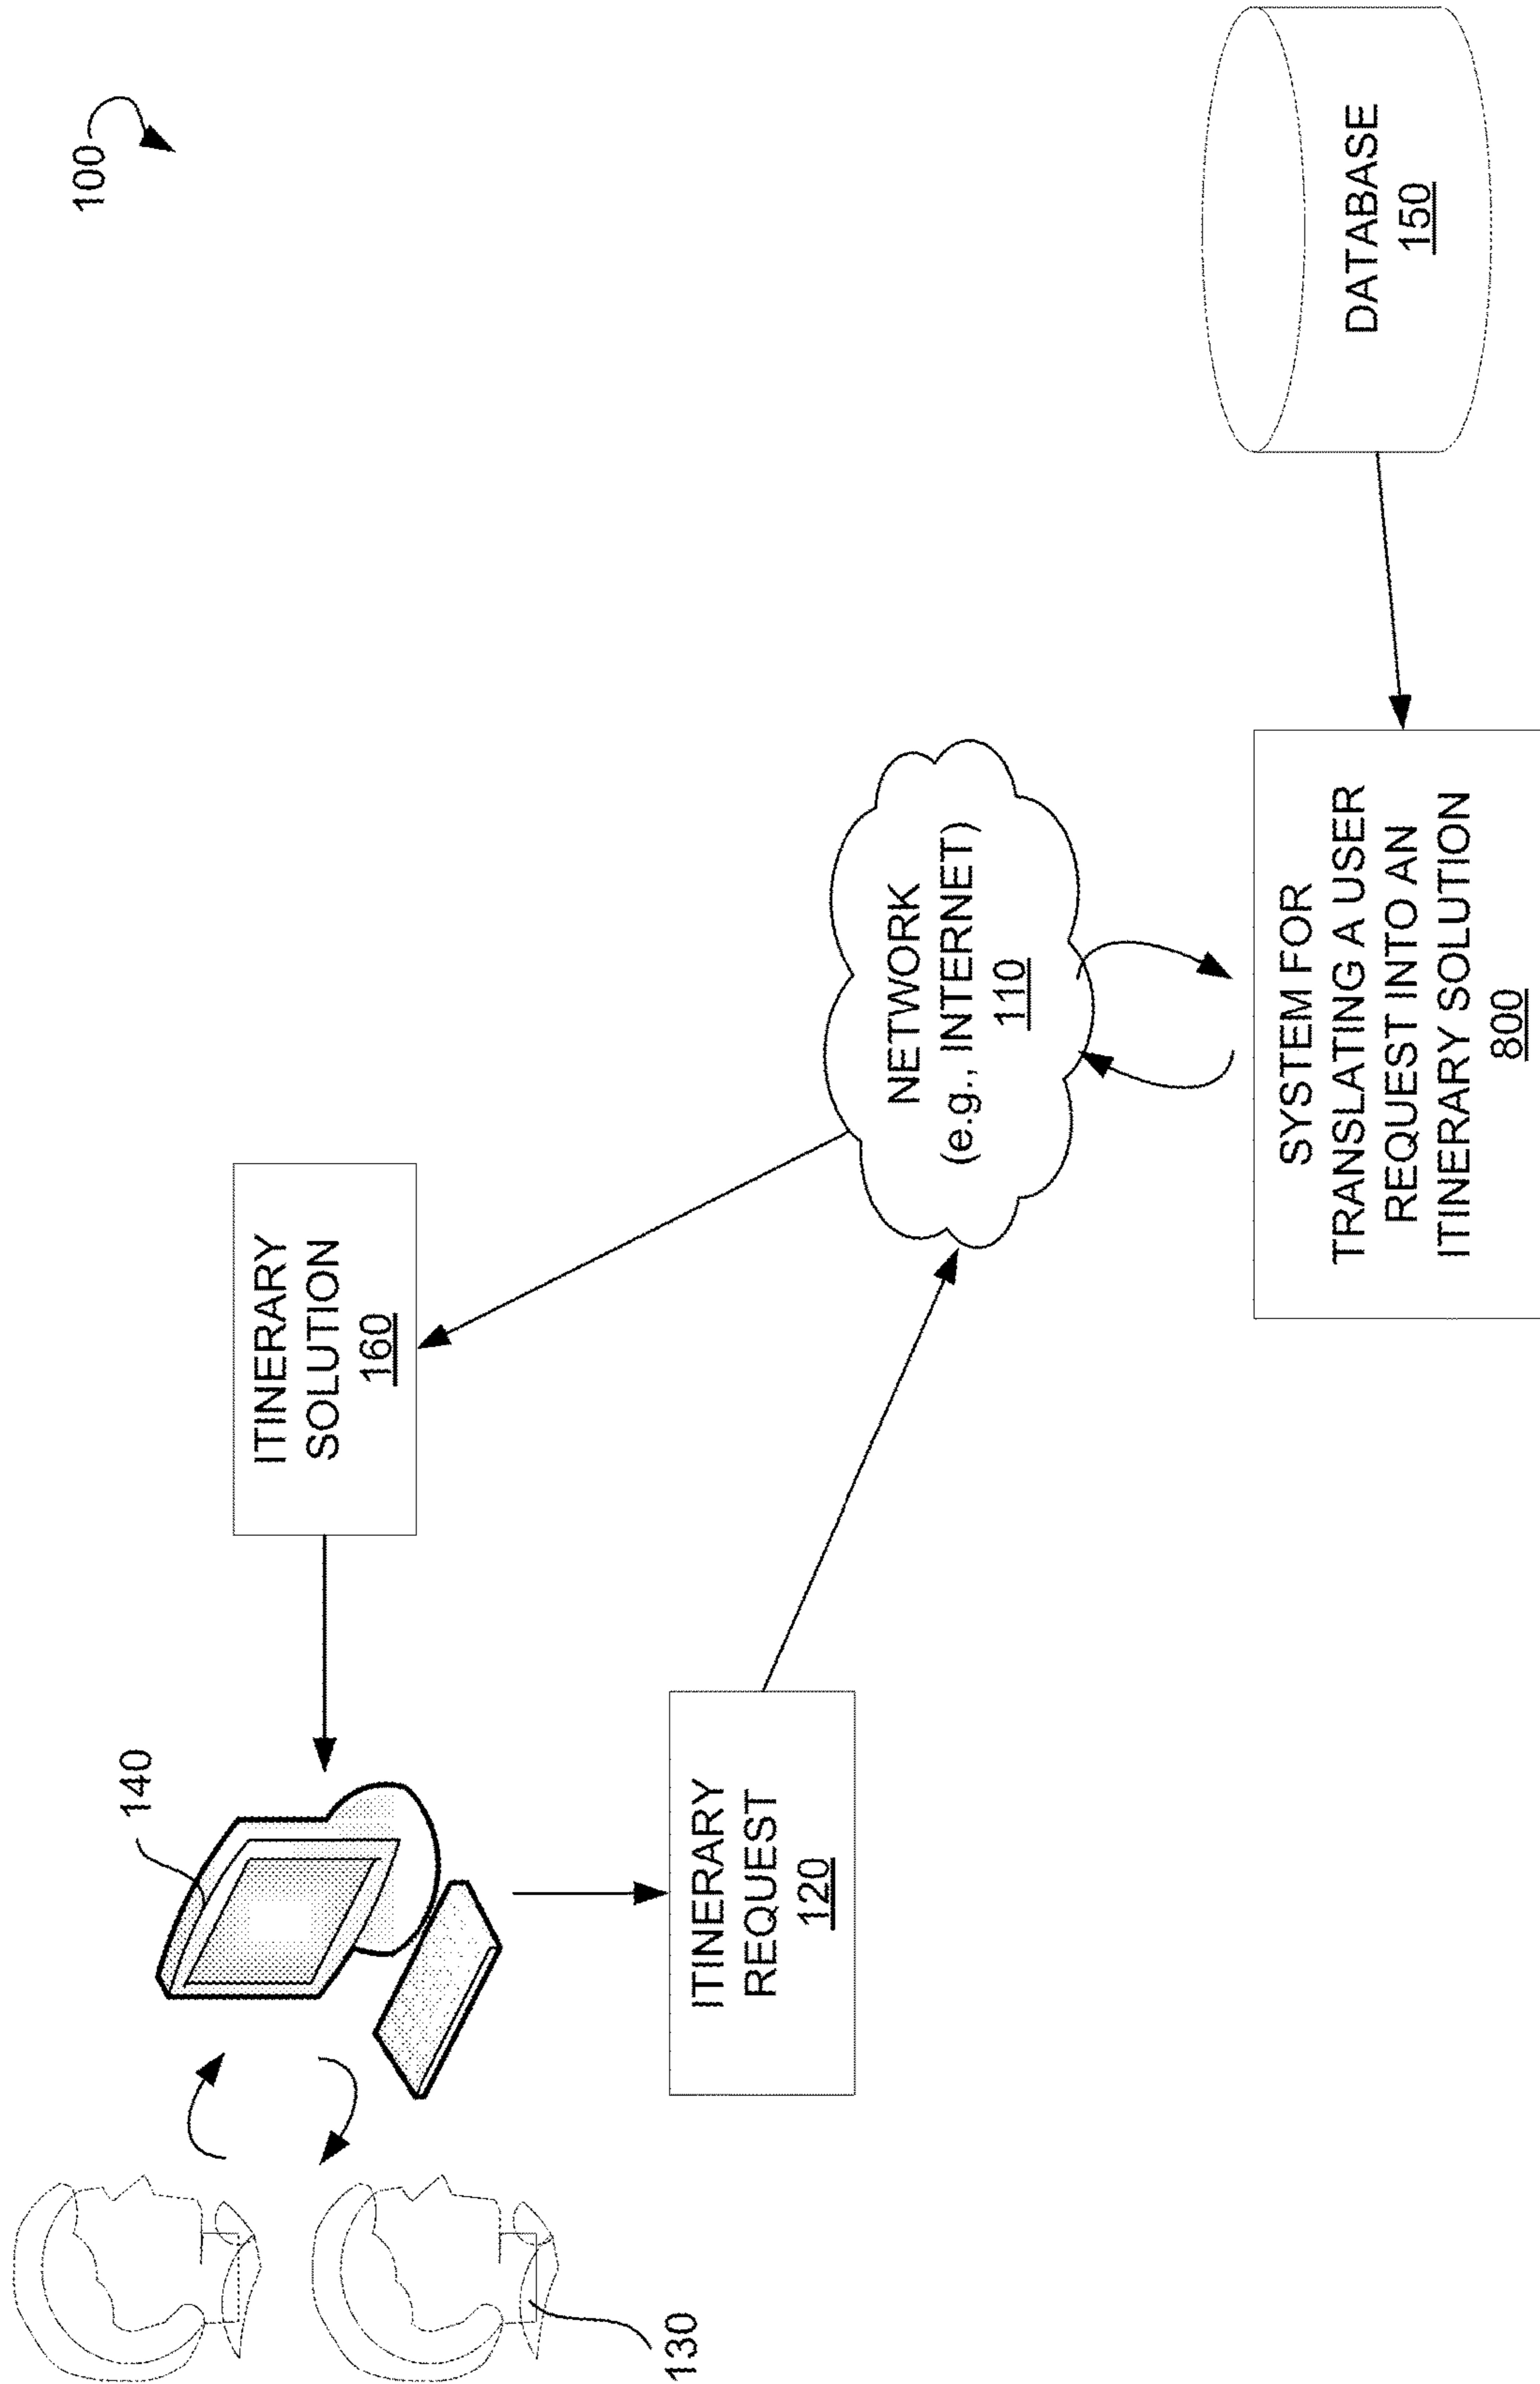 100
140
130
ITINERARY
SOLUTION
160
ITINERARY
REQUEST
120
NETWORK
(e.g., INTERNET)
110
SYSTEM FOR
TRANSLATING A USER
REQUEST INTO AN
ITINERARY SOLUTION
800
DATABASE
150